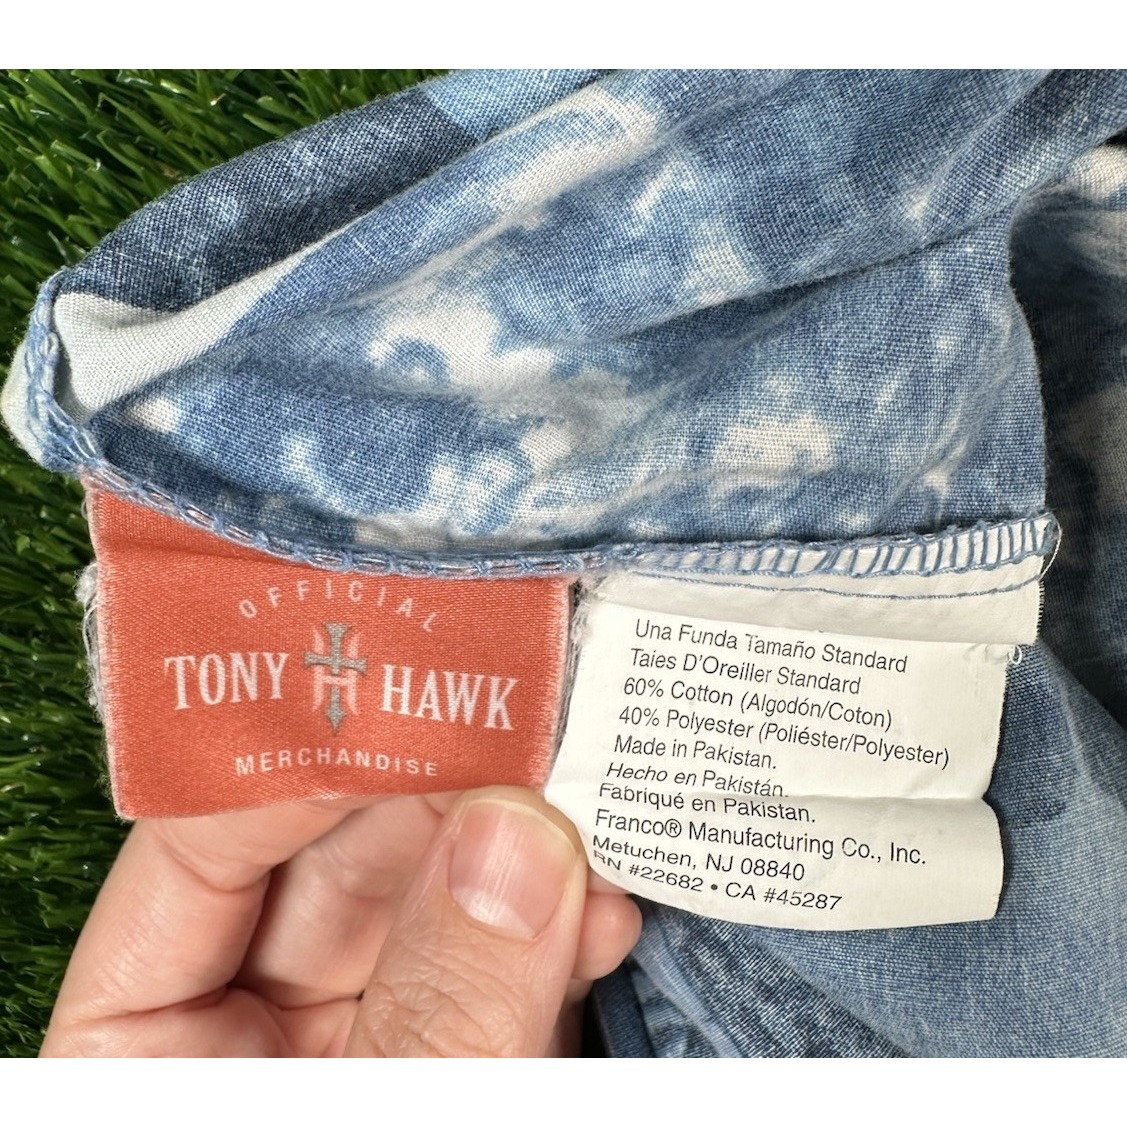 OFFICIAL
TONY HAWK
MERCHANDISE
Una Funda Tamaño Standard
Taies D'Oreiller Standard
60% Cotton (Algodón/Coton)
40% Polyester (Poliéster/Polyester)
Made in Pakistan.
Hecho en Pakistán.
Fabriqué en Pakistan.
Franco® Manufacturing Co., Inc.
Metuchen, NJ 08840
RN #22682 • CA #45287